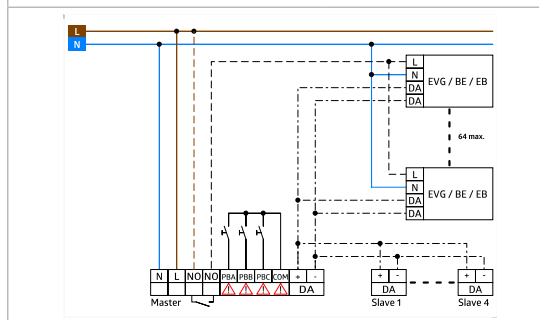 L
N
L
N
DA
DA
EVG / BE / EB
64 max.
L
N
DA
DA
EVG / BE / EB
N L NO NO PBA PBB PBC COM + -
DA
+ -
DA
+ -
DA
Master
Slave 1
Slave 4